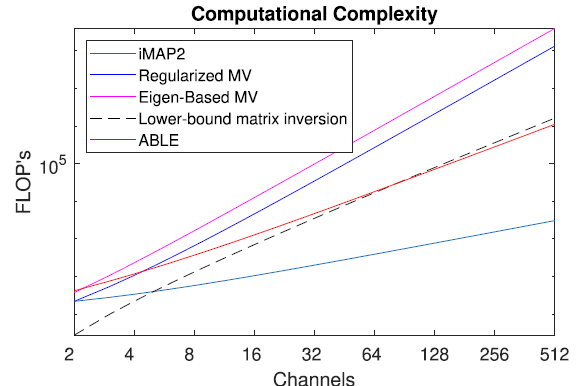 Computational Complexity
iMAP2
Regularized MV
Eigen-Based MV
Lower-bound matrix inversion
ABLE
FLOP's
10^5
2 4 8 16 32 64 128 256 512
Channels